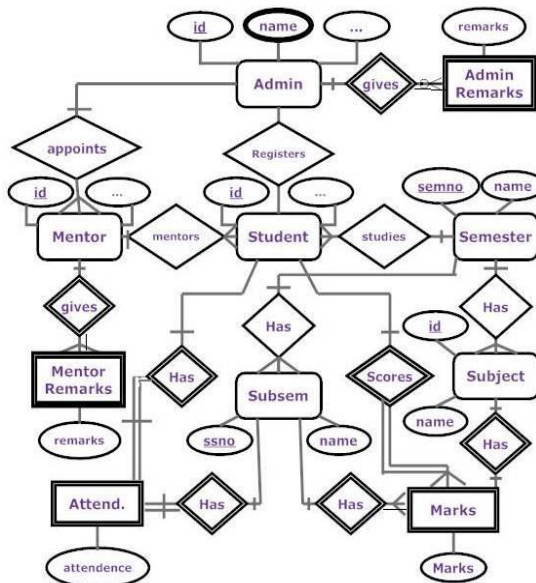 id
name
...
remarks
Admin
gives
Admin
Remarks
appoints
Registers
id
...
id
...
semno
name
Mentor
mentors
Student
studies
Semester
gives
Has
Has
id
Mentor
Remarks
Has
Scores
Subject
Subsem
remarks
ssno
name
name
Has
Attend.
Has
Has
Marks
attendence
Marks